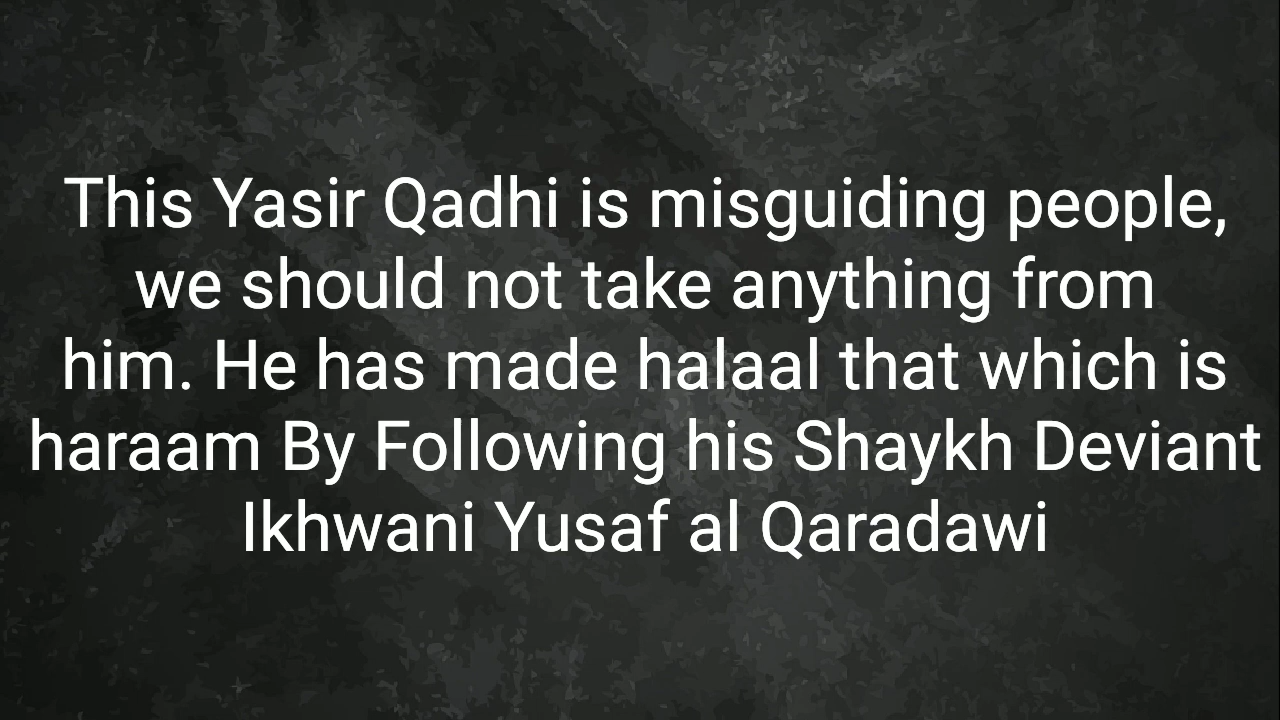 This Yasir Qadhi is misguiding people,
we should not take anything from
him. He has made halaal that which is
haraam By Following his Shaykh Deviant
Ikhwani Yusaf al Qaradawi